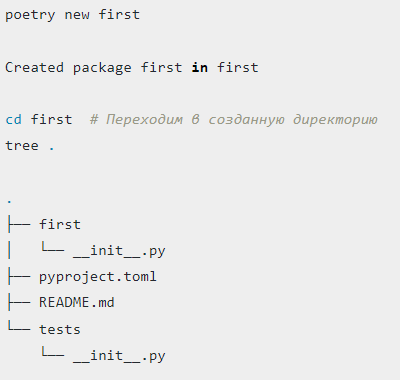 poetry new first
Created package first in first
cd first  # Переходим в созданную директорию
tree .
.
├── first
│   └── __init__.py
├── pyproject.toml
├── README.md
└── tests
    └── __init__.py